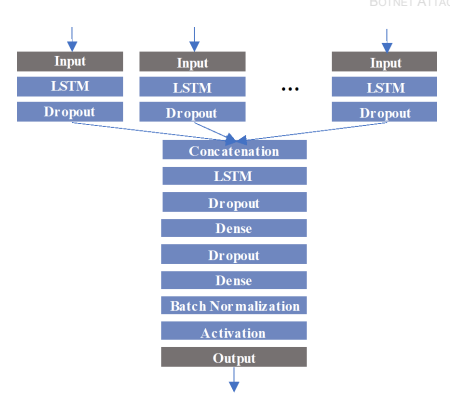 BOTNET ATTAC
Input Input Input
LSTM LSTM ... LSTM
Dropout Dropout Dropout
Concatenation
LSTM
Dropout
Dense
Dropout
Dense
Batch Normalization
Activation
Output